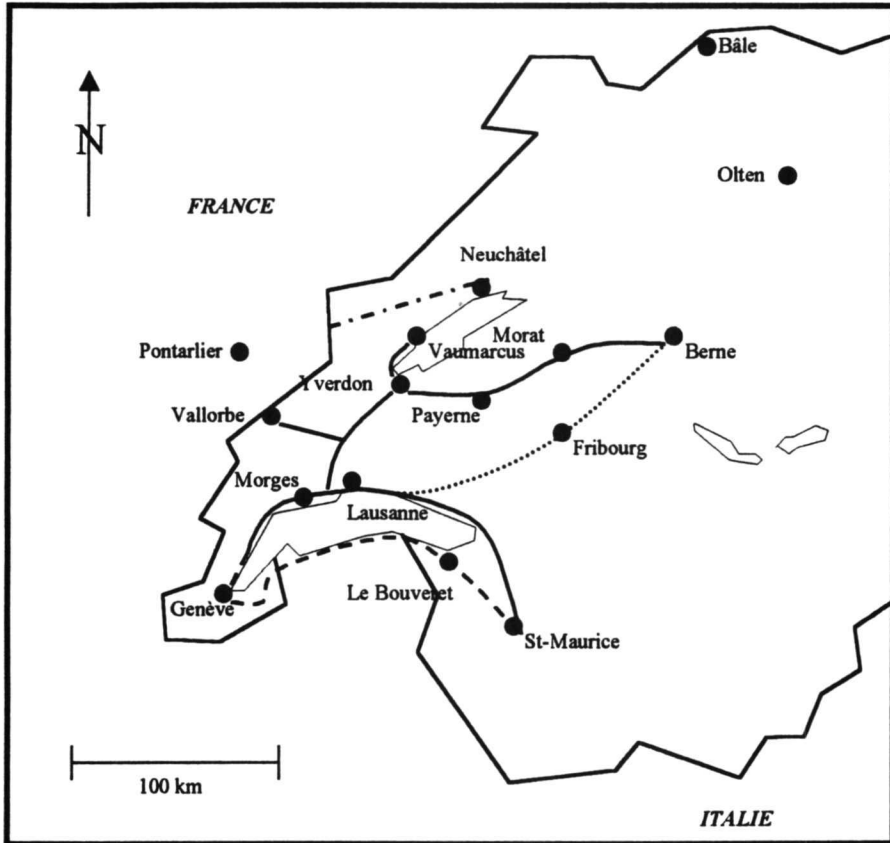 Bâle
N
Olten
FRANCE
Neuchâtel
Morat
Pontarlier
Vaumarcus
Berne
Yverdon
Vallorbe
Payerne
Fribourg
Morges
Lausanne
Le Bouveret
Genève
St-Maurice
100 km
ITALIE